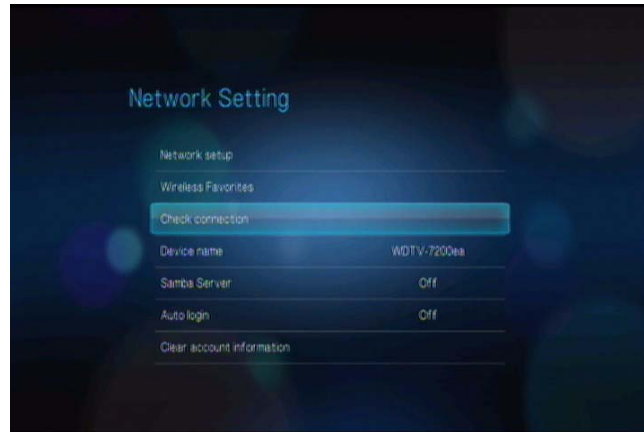 Network Setting
Network setup
Wireless Favorites
Check connection
Device name WDTV-7200ea
Samba Server Off
Auto login Off
Clear account information